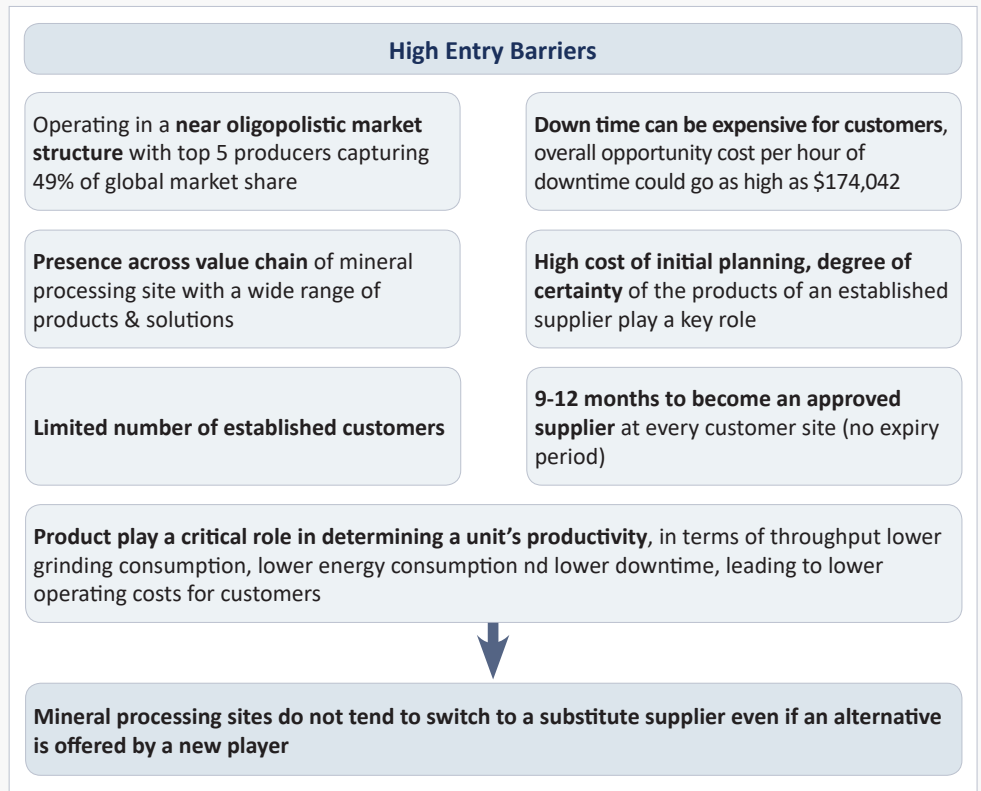 High Entry Barriers
Operating in a near oligopolistic market
structure with top 5 producers capturing
49% of global market share
Down time can be expensive for customers,
overall opportunity cost per hour of
downtime could go as high as $174,042
Presence across value chain of mineral
processing site with a wide range of
products & solutions
High cost of initial planning, degree of
certainty of the products of an established
supplier play a key role
Limited number of established customers
9-12 months to become an approved
supplier at every customer site (no expiry
period)
Product play a critical role in determining a unit's productivity, in terms of throughput lower
grinding consumption, lower energy consumption nd lower downtime, leading to lower
operating costs for customers
Mineral processing sites do not tend to switch to a substitute supplier even if an alternative
is offered by a new player